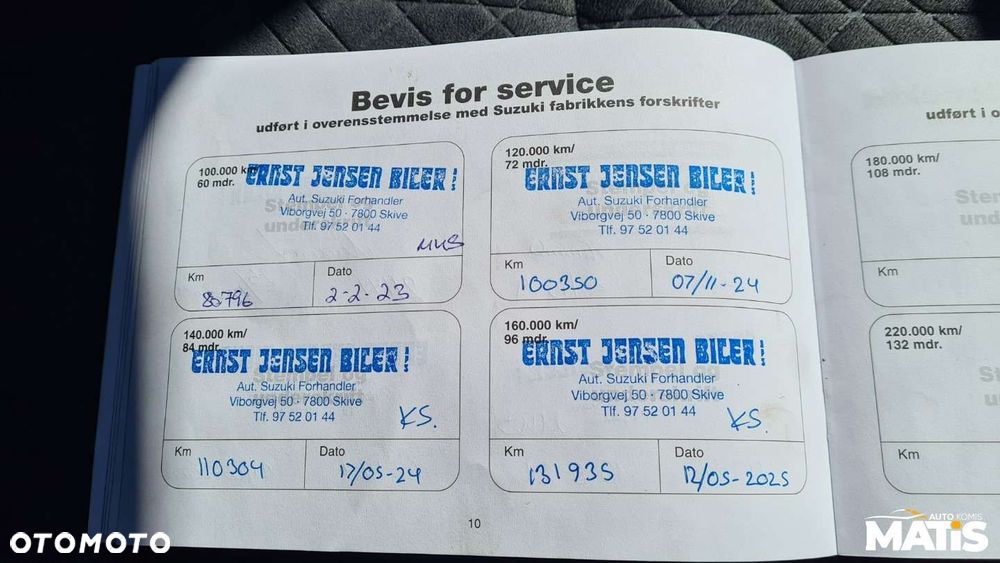 Bevis for service
udført i overensstemmelse med Suzuki fabrikkens forskrifter
100.000 km/
60 mdr.
ERNST JENSEN BILER!
Aut. Suzuki Forhandler
Viborgvej 50 · 7800 Skive
Tlf. 97 52 01 44
Km
80796
Dato
2-2-23
120.000 km/
72 mdr.
ERNST JENSEN BILER!
Stempel og
Aut. Suzuki Forhandler
Viborgvej 50 · 7800 Skive
Tlf. 97 52 01 44
Km
100350
Dato
07/11-24
140.000 km/
84 mdr.
ERNST JENSEN BILER!
Stempel og
Aut. Suzuki Forhandler
Viborgvej 50 · 7800 Skive
Tlf. 97 52 01 44
KS.
Km
110304
Dato
17/05-24
160.000 km/
96 mdr.
ERNST JENSEN BILER!
Stempel og
Aut. Suzuki Forhandler
Viborgvej 50 · 7800 Skive
Tlf. 97 52 01 44
KS.
Km
131935
Dato
12/05-2025
10
udført i o
180.000 km/
108 mdr.
Km
220.000 km/
132 mdr.
Km
OTOMOTO
AUTO KOMIS
MATIS